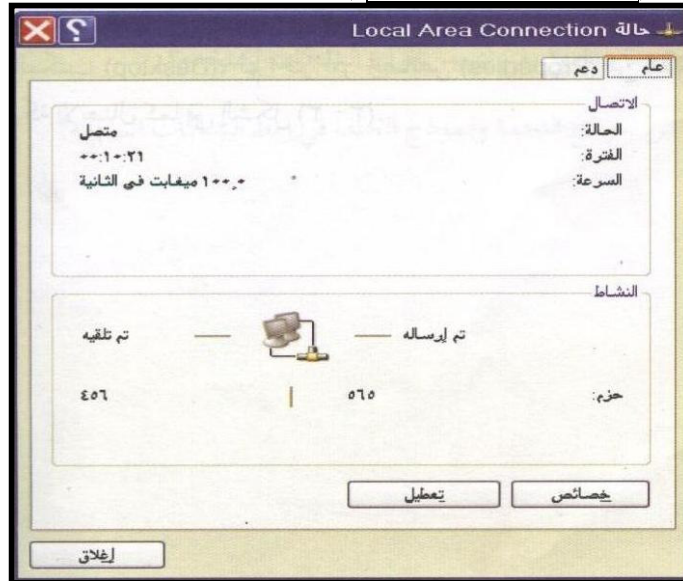 حالة Local Area Connection
عام دعم
الاتصال
الحالة: متصل
الفترة: ٠٠:١٠:٢١
السرعة: ١٠٠,٠ ميغابت في الثانية
النشاط
تم إرساله — — تم تلقيه
حزم: ٥٦٥ | ٤٥٦
خصائص تعطيل
إغلاق